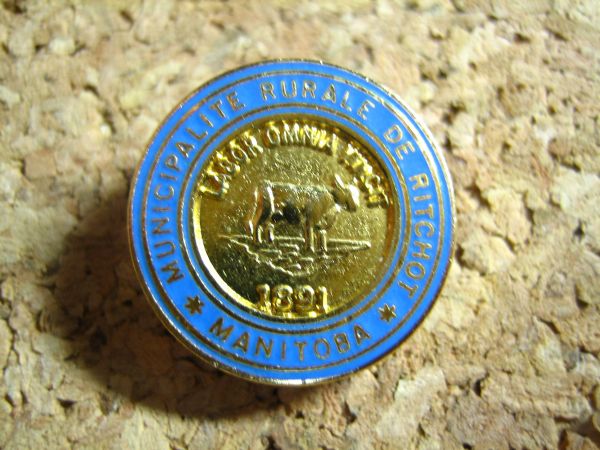 MUNICIPALITE RURALE DE RITCHOT
LABOR OMNIA VINCIT
1891
* MANITOBA *